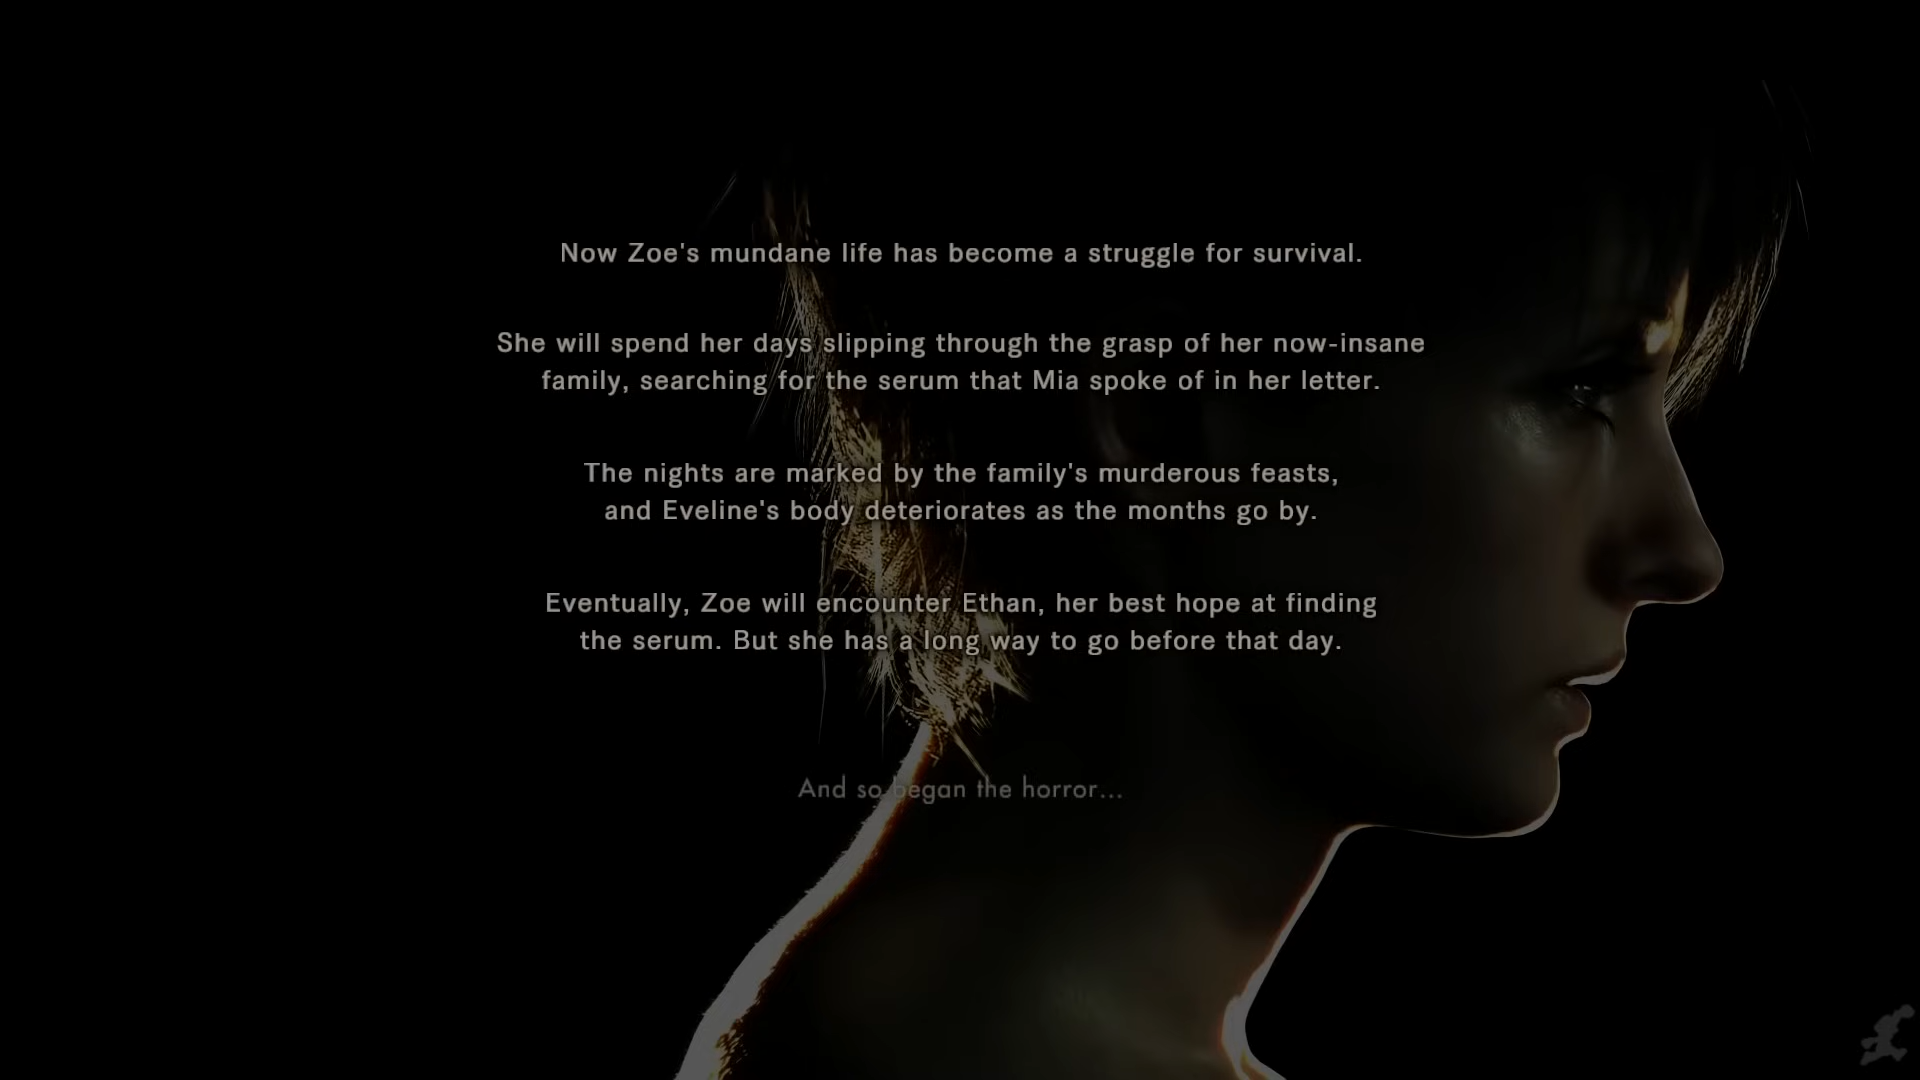 Now Zoe's mundane life has become a struggle for survival.
She will spend her days slipping through the grasp of her now-insane
family, searching for the serum that Mia spoke of in her letter.
The nights are marked by the family's murderous feasts,
and Eveline's body deteriorates as the months go by.
Eventually, Zoe will encounter Ethan, her best hope at finding
the serum. But she has a long way to go before that day.
And so began the horror...